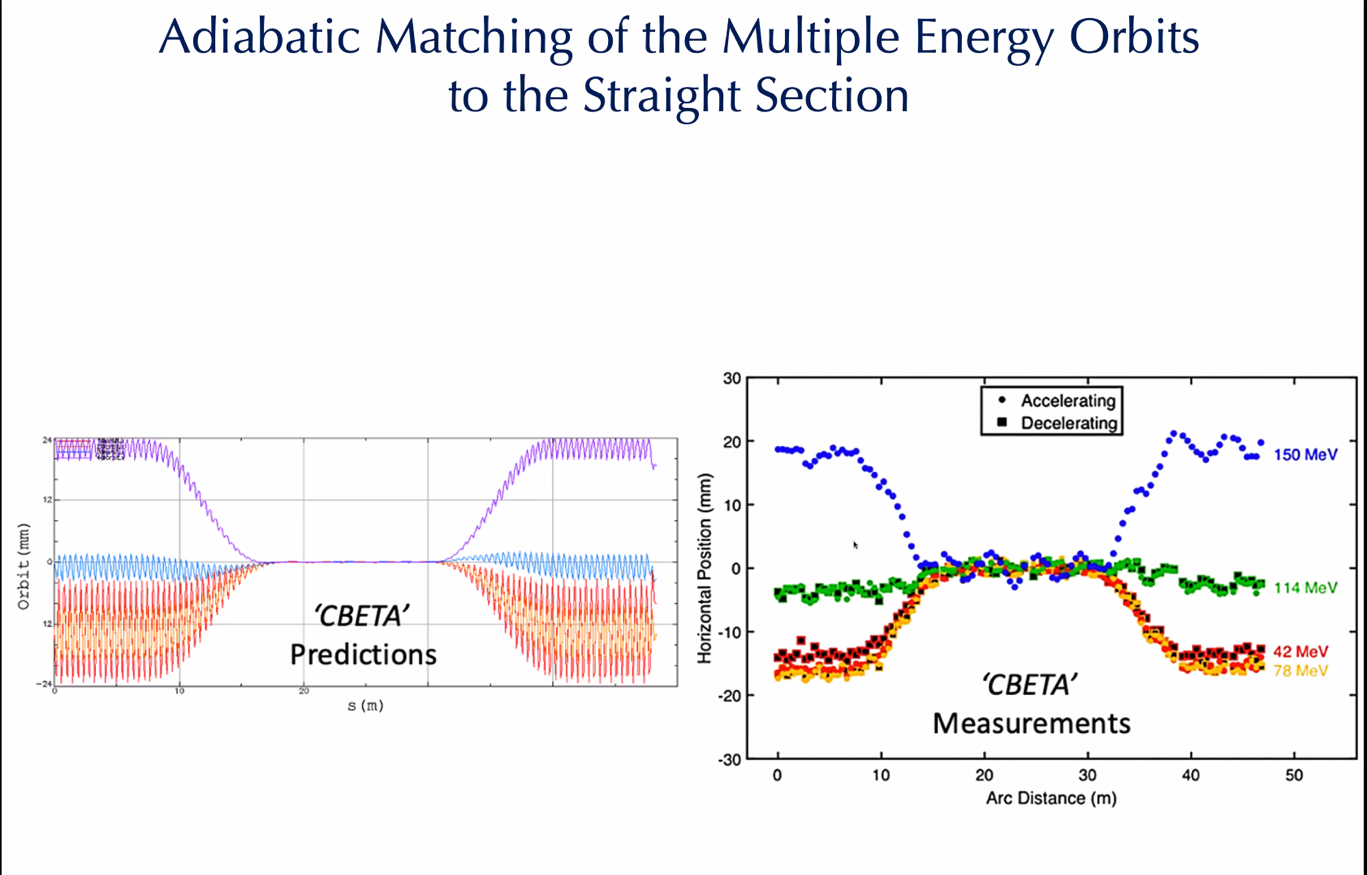 Adiabatic Matching of the Multiple Energy Orbits
to the Straight Section
24
12
0
12
−24
0
10
20
Orbit (mm)
s (m)
‘CBETA’
Predictions
30
20
10
0
-10
-20
-30
Horizontal Position (mm)
Accelerating
Decelerating
150 MeV
114 MeV
42 MeV
78 MeV
‘CBETA’
Measurements
0 10 20 30 40 50
Arc Distance (m)